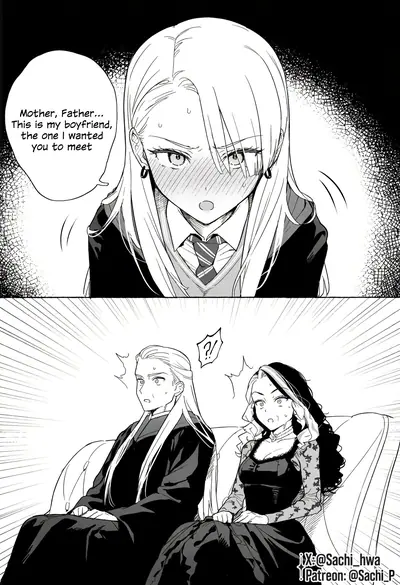 Mother, Father...
This is my boyfriend,
the one I wanted
you to meet
?!
X: @Sachi_hwa
Patreon: @Sachi_P